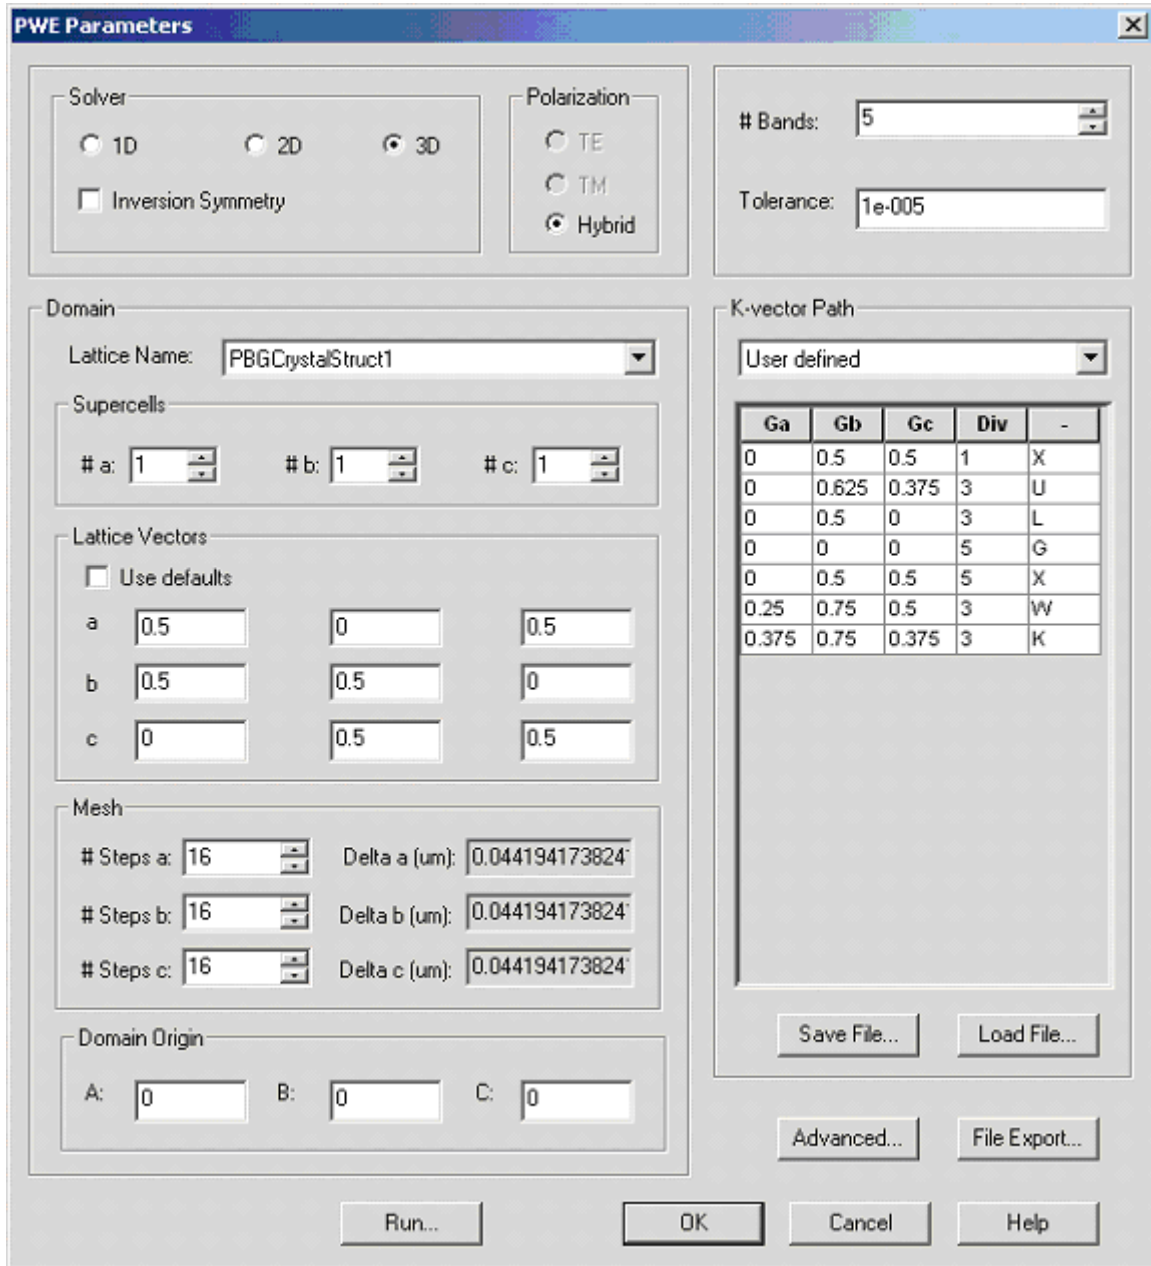 PWE Parameters
Solver
1D 2D 3D
Inversion Symmetry
Polarization
TE
TM
Hybrid
# Bands: 5
Tolerance: 1e-005
Domain
Lattice Name: PBGCrystalStruct1
Supercells
# a: 1 # b: 1 # c: 1
Lattice Vectors
Use defaults
a 0.5 0 0.5
b 0.5 0.5 0
c 0 0.5 0.5
Mesh
# Steps a: 16 Delta a (um): 0.044194173824
# Steps b: 16 Delta b (um): 0.044194173824
# Steps c: 16 Delta c (um): 0.044194173824
Domain Origin
A: 0 B: 0 C: 0
K-vector Path
User defined
Ga Gb Gc Div -
0 0.5 0.5 1 X
0 0.625 0.375 3 U
0 0.5 0 3 L
0 0 0 5 G
0 0.5 0.5 5 X
0.25 0.75 0.5 3 W
0.375 0.75 0.375 3 K
Save File... Load File...
Advanced... File Export...
Run... OK Cancel Help